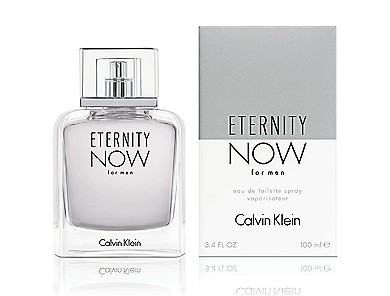 ETERNITY
NOW
for men
Calvin Klein
ETERNITY
NOW
for men
eau de toilette spray
vaporisateur
Calvin Klein
3.4 FL OZ 100 ml e